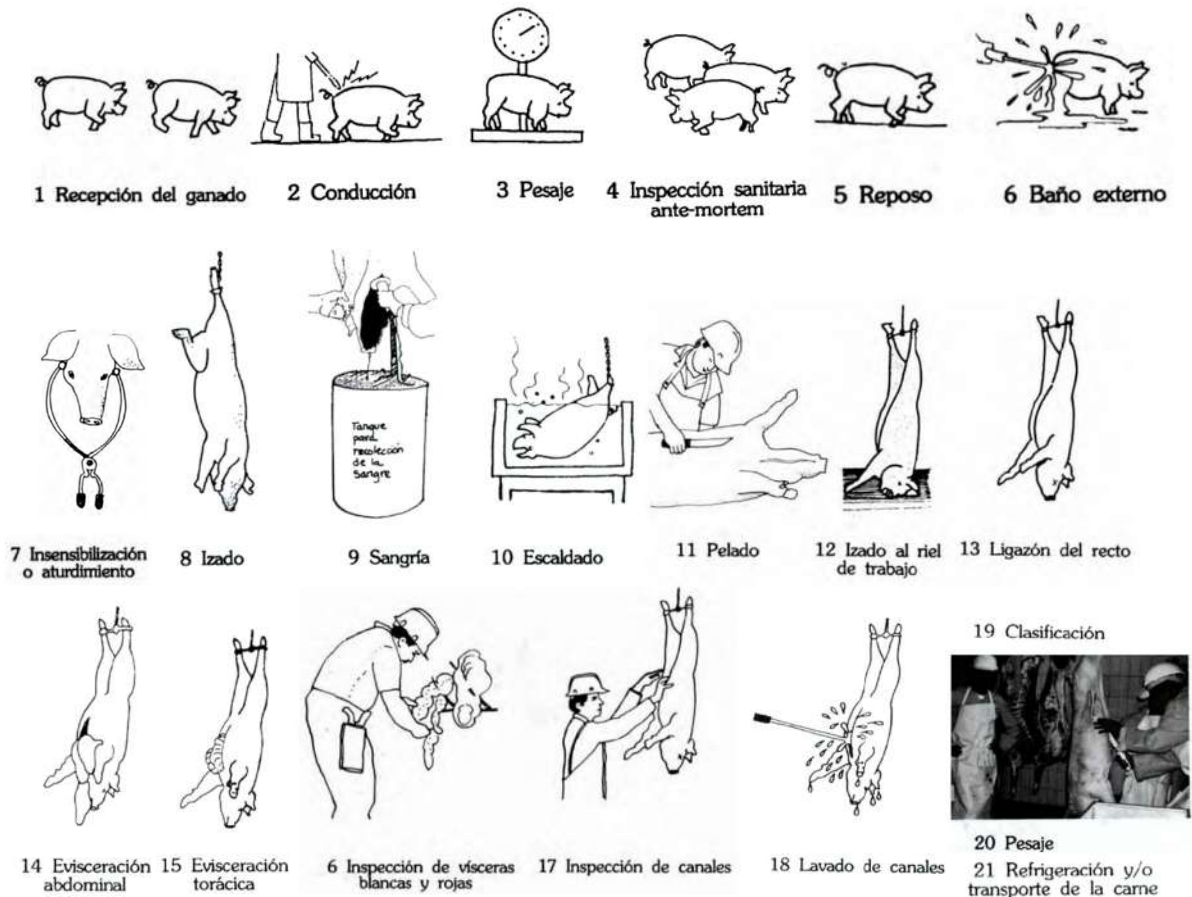 1 Recepción del ganado
2 Conducción
3 Pesaje
4 Inspección sanitaria
ante-mortem
5 Reposo
6 Baño externo
Tanque
para
recolección
de la
Sangre
7 Insensibilización
o aturdimiento
8 Izado
9 Sangría
10 Escaldado
11 Pelado
12 Izado al riel
de trabajo
13 Ligazón del recto
14 Evisceración
abdominal
15 Evisceración
torácica
6 Inspección de vísceras
blancas y rojas
17 Inspección de canales
18 Lavado de canales
19 Clasificación
20 Pesaje
21 Refrigeración y/o
transporte de la carne